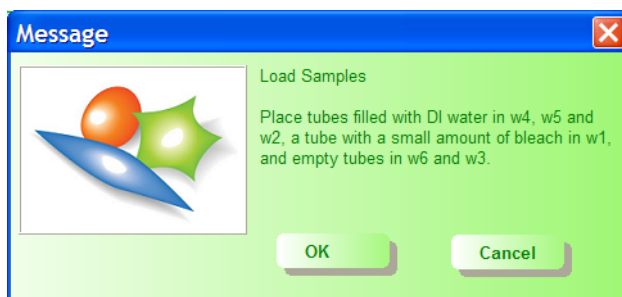 Message
Load Samples
Place tubes filled with DI water in w4, w5 and
w2, a tube with a small amount of bleach in w1,
and empty tubes in w6 and w3.
OK
Cancel